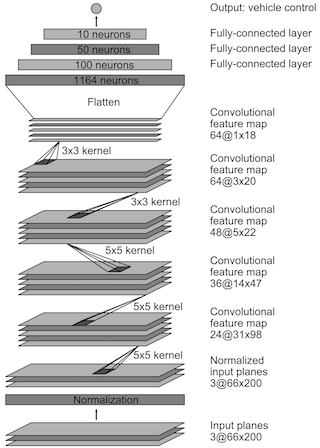 Output: vehicle control
10 neurons
Fully-connected layer
50 neurons
Fully-connected layer
100 neurons
Fully-connected layer
1164 neurons
Flatten
Convolutional
feature map
64@1x18
3x3 kernel
Convolutional
feature map
64@3x20
3x3 kernel
Convolutional
feature map
48@5x22
5x5 kernel
Convolutional
feature map
36@14x47
5x5 kernel
Convolutional
feature map
24@31x98
5x5 kernel
Normalized
input planes
3@66x200
Normalization
Input planes
3@66x200